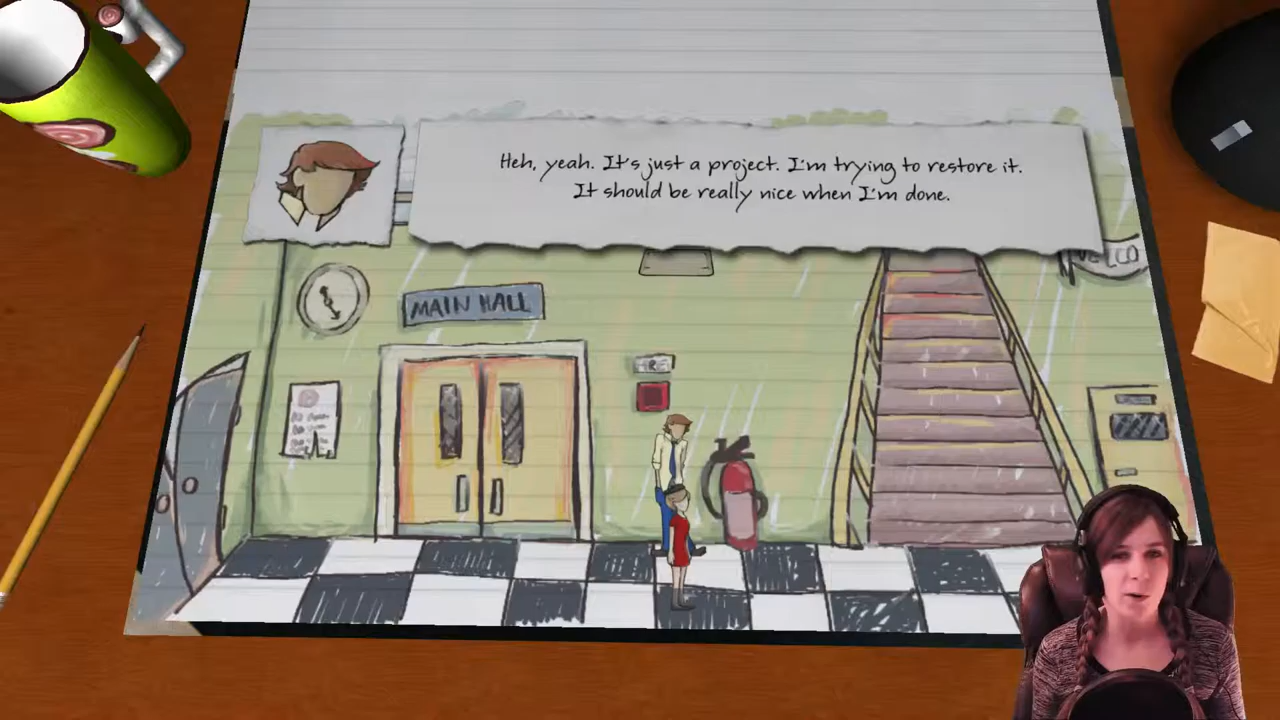 Heh, yeah. It's just a project. I'm trying to restore it.
It should be really nice when I'm done.
MAIN HALL
FIRE